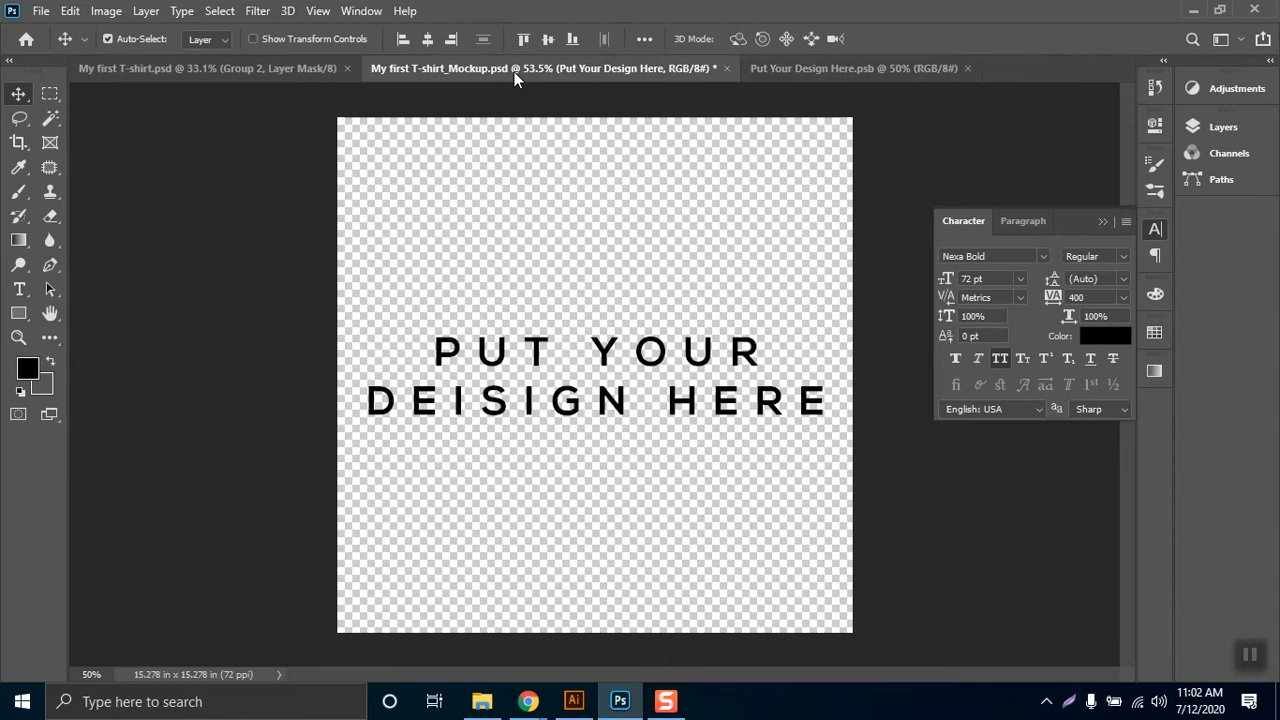 Ps File Edit Image Layer Type Select Filter 3D View Window Help
Auto-Select: Layer Show Transform Controls 3D Mode:
My first T-shirt.psd @ 33.1% (Group 2, Layer Mask/8) × My first T-shirt_Mockup.psd @ 53.5% (Put Your Design Here, RGB/8#) * × Put Your Design Here.psb @ 50% (RGB/8#) ×
Adjustments
Layers
Channels
Paths
Character Paragraph
Nexa Bold Regular
72 pt (Auto)
Metrics 400
100% 100%
0 pt Color:
English: USA Sharp
PUT YOUR
DEISIGN HERE
50% 15.278 in x 15.278 in (72 ppi)
Type here to search
Ai Ps S
11:02 AM
7/12/2020